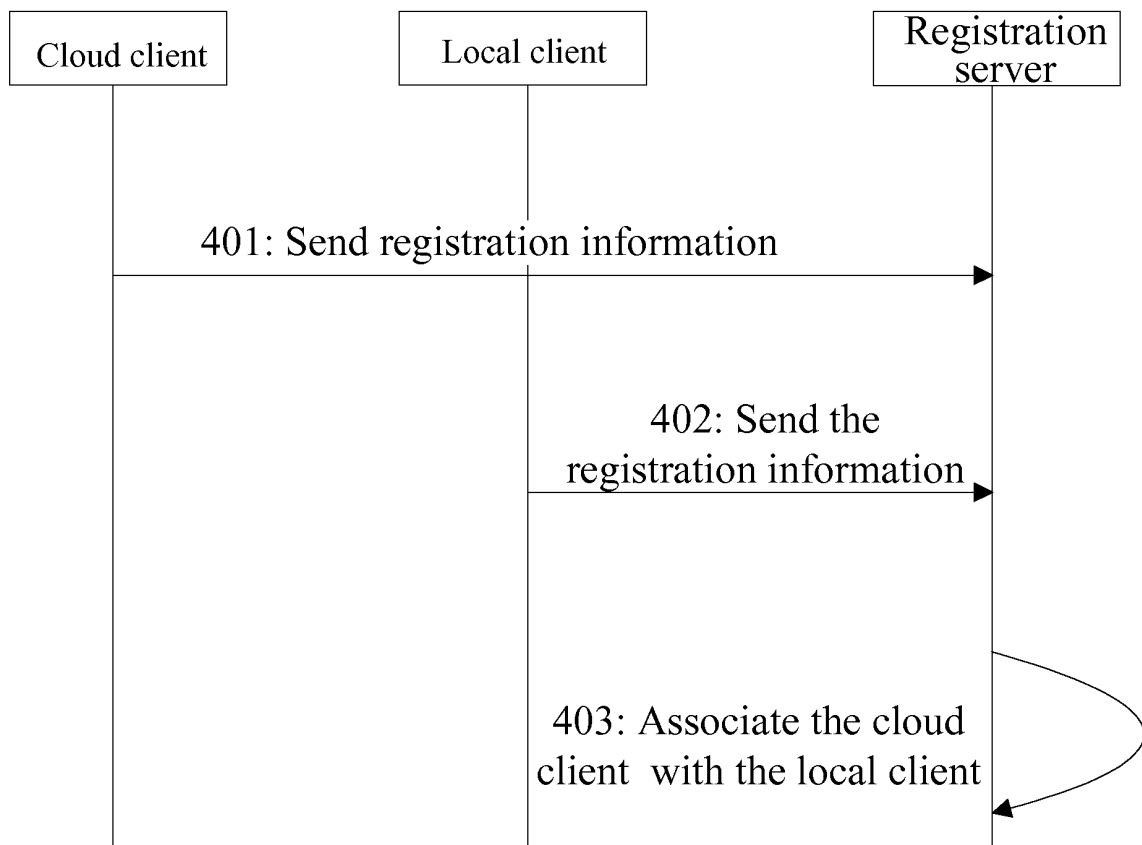 Cloud client
Local client
Registration
server
401: Send registration information
402: Send the
registration information
403: Associate the cloud
client with the local client